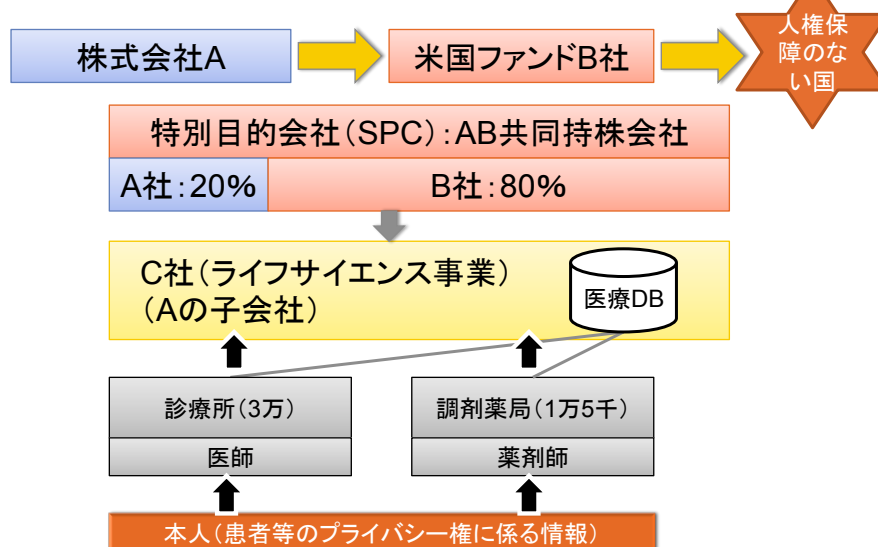 株式会社A
米国ファンドB社
人権保
障のな
い国
特別目的会社(SPC):AB共同持株会社
A社:20%
B社:80%
C社(ライフサイエンス事業)
(Aの子会社)
医療DB
診療所(3万)
調剤薬局(1万5千)
医師
薬剤師
本人(患者等のプライバシー権に係る情報)